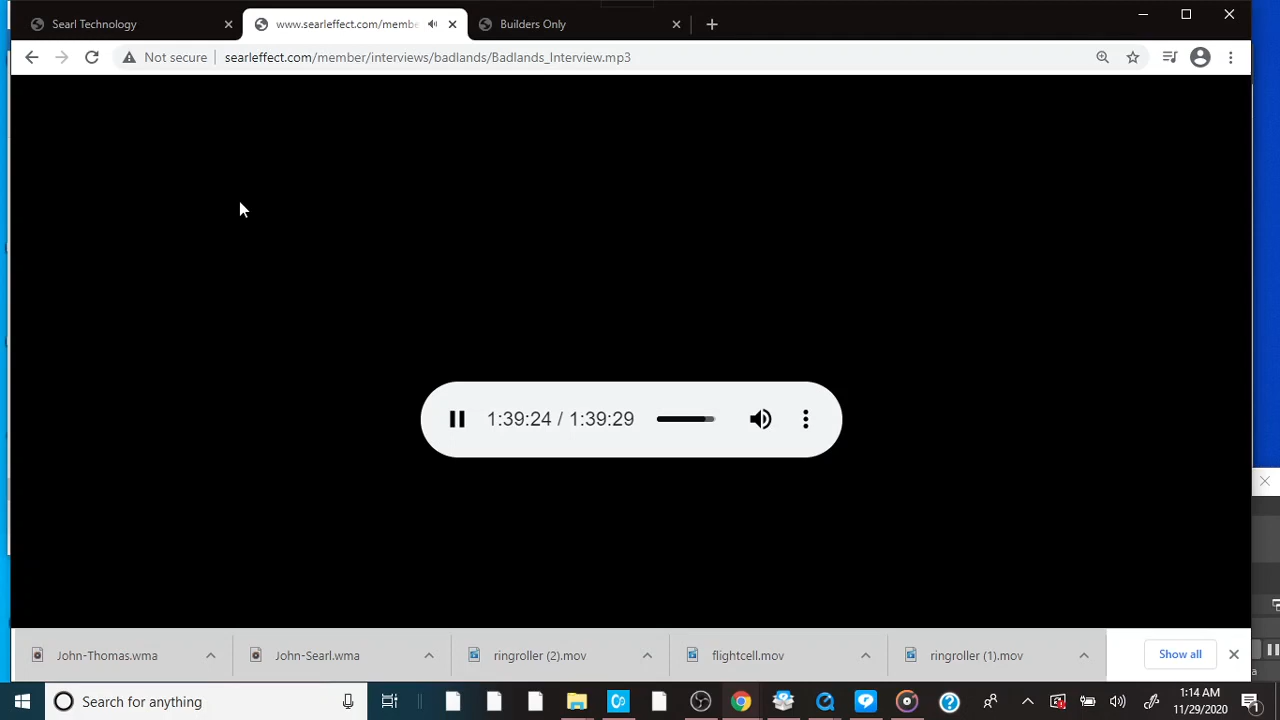 Searl Technology
www.searleffect.com/membe
Builders Only
Not secure
searleffect.com/member/interviews/badlands/Badlands_Interview.mp3
1:39:24 / 1:39:29
John-Thomas.wma
John-Searl.wma
ringroller (2).mov
flightcell.mov
ringroller (1).mov
Show all
Search for anything
1:14 AM
11/29/2020